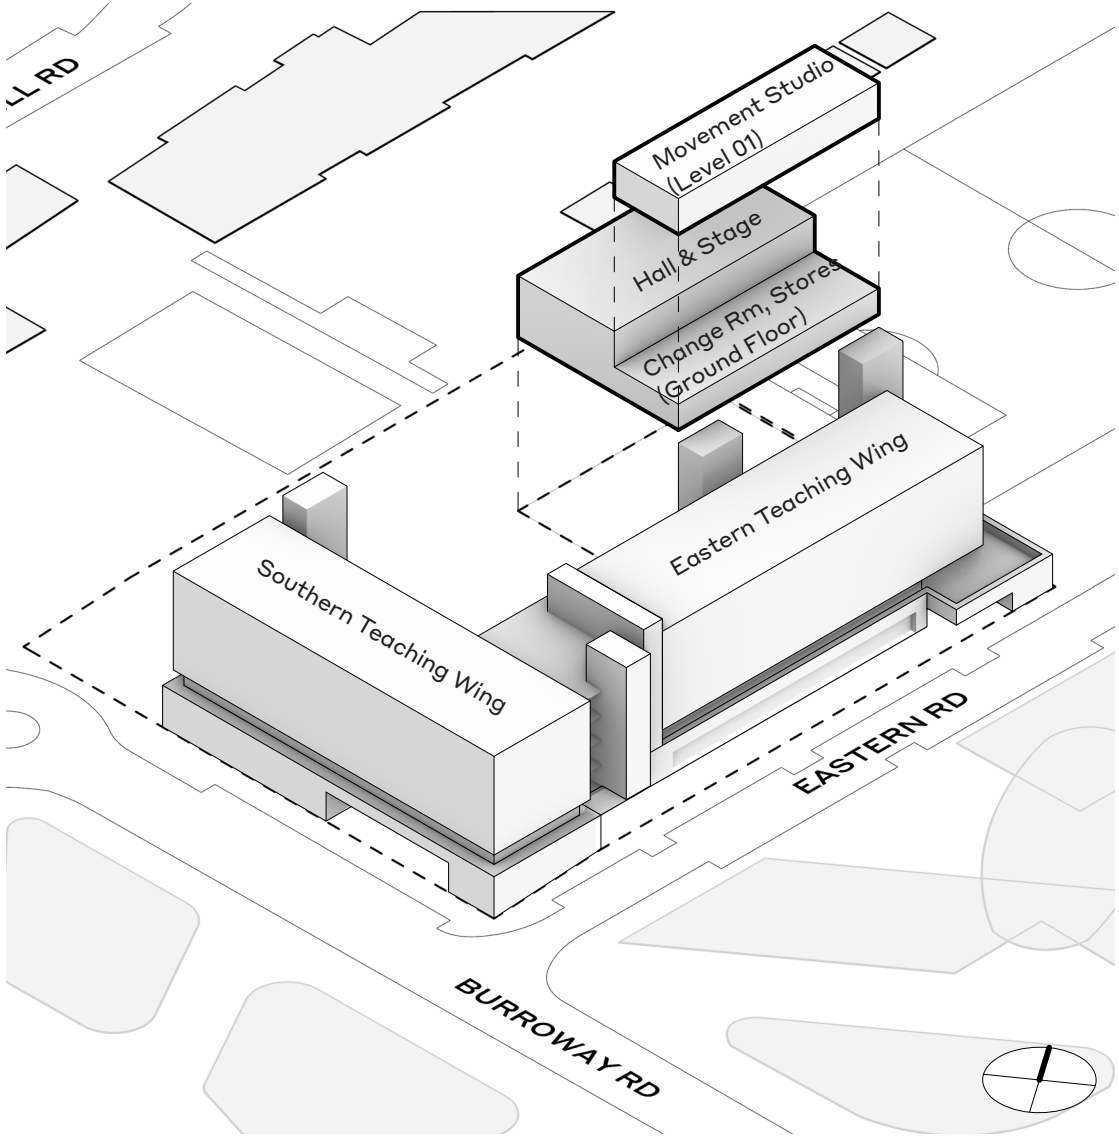 LL RD
Movement Studio
(Level 01)
Hall & Stage
Change Rm, Stores
(Ground Floor)
Eastern Teaching Wing
Southern Teaching Wing
EASTERN RD
BURROWAY RD